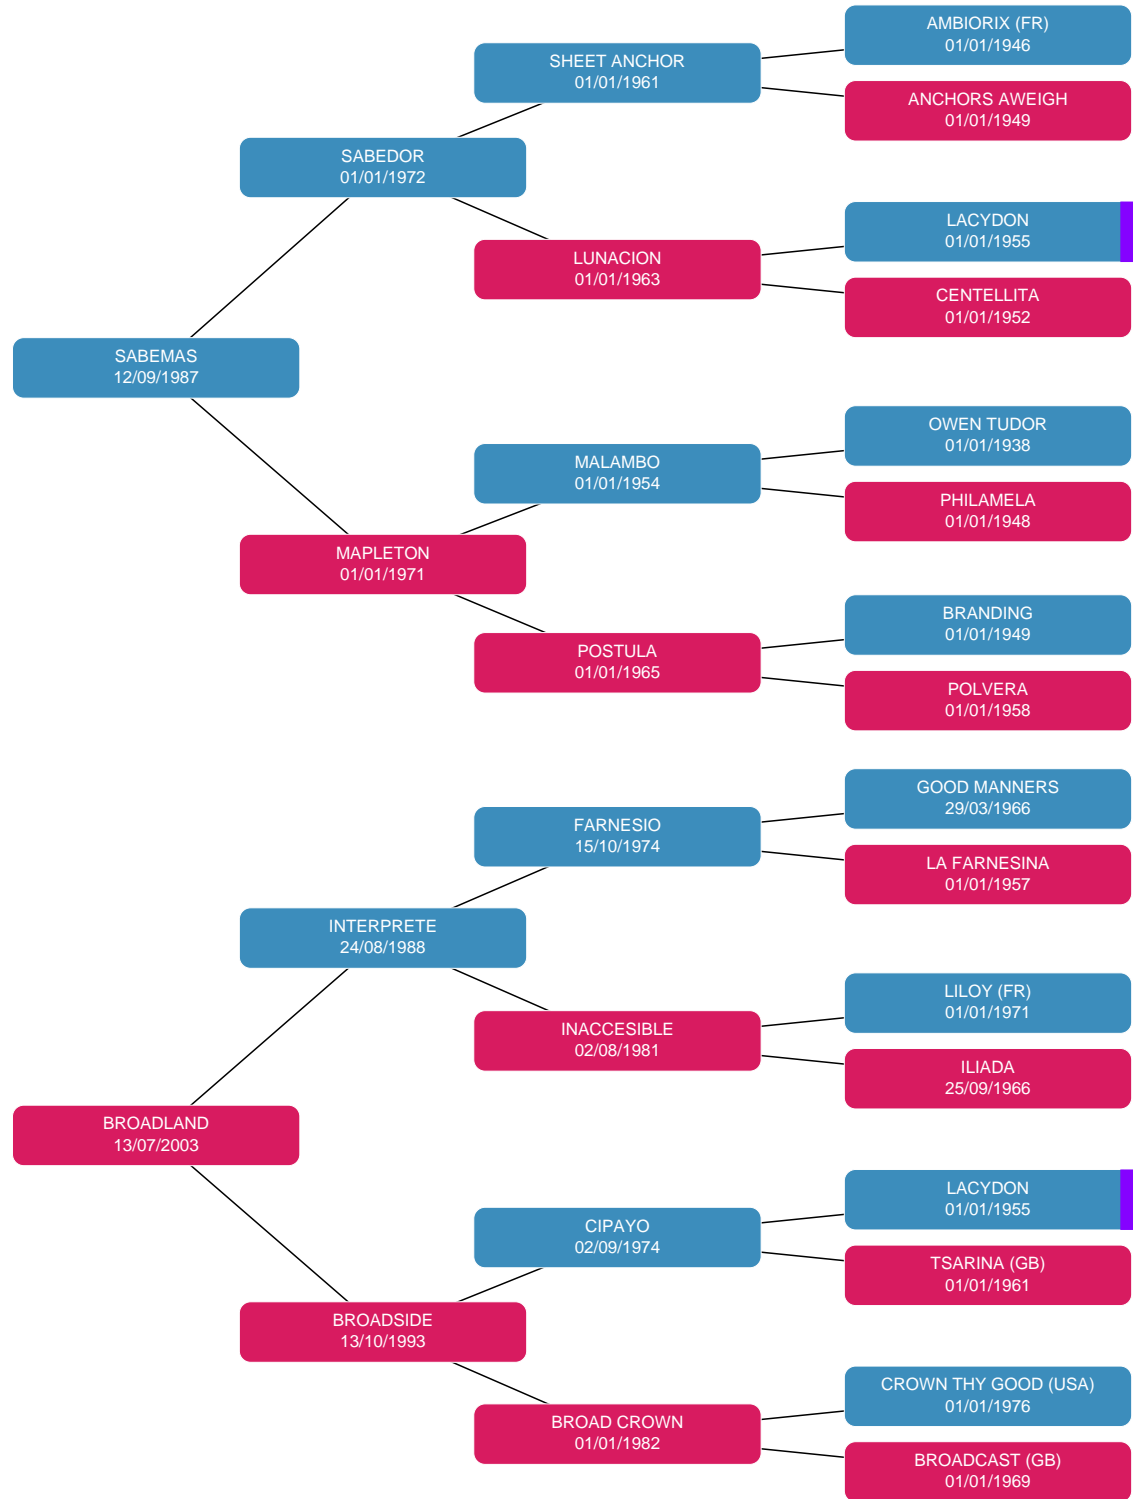 AMBIORIX (FR)
01/01/1946
SHEET ANCHOR
01/01/1961
ANCHORS AWEIGH
01/01/1949
SABEDOR
01/01/1972
LACYDON
01/01/1955
LUNACION
01/01/1963
CENTELLITA
01/01/1952
SABEMAS
12/09/1987
OWEN TUDOR
01/01/1938
MALAMBO
01/01/1954
PHILAMELA
01/01/1948
MAPLETON
01/01/1971
BRANDING
01/01/1949
POSTULA
01/01/1965
POLVERA
01/01/1958
GOOD MANNERS
29/03/1966
FARNESIO
15/10/1974
LA FARNESINA
01/01/1957
INTERPRETE
24/08/1988
LILOY (FR)
01/01/1971
INACCESIBLE
02/08/1981
ILIADA
25/09/1966
BROADLAND
13/07/2003
LACYDON
01/01/1955
CIPAYO
02/09/1974
TSARINA (GB)
01/01/1961
BROADSIDE
13/10/1993
CROWN THY GOOD (USA)
01/01/1976
BROAD CROWN
01/01/1982
BROADCAST (GB)
01/01/1969